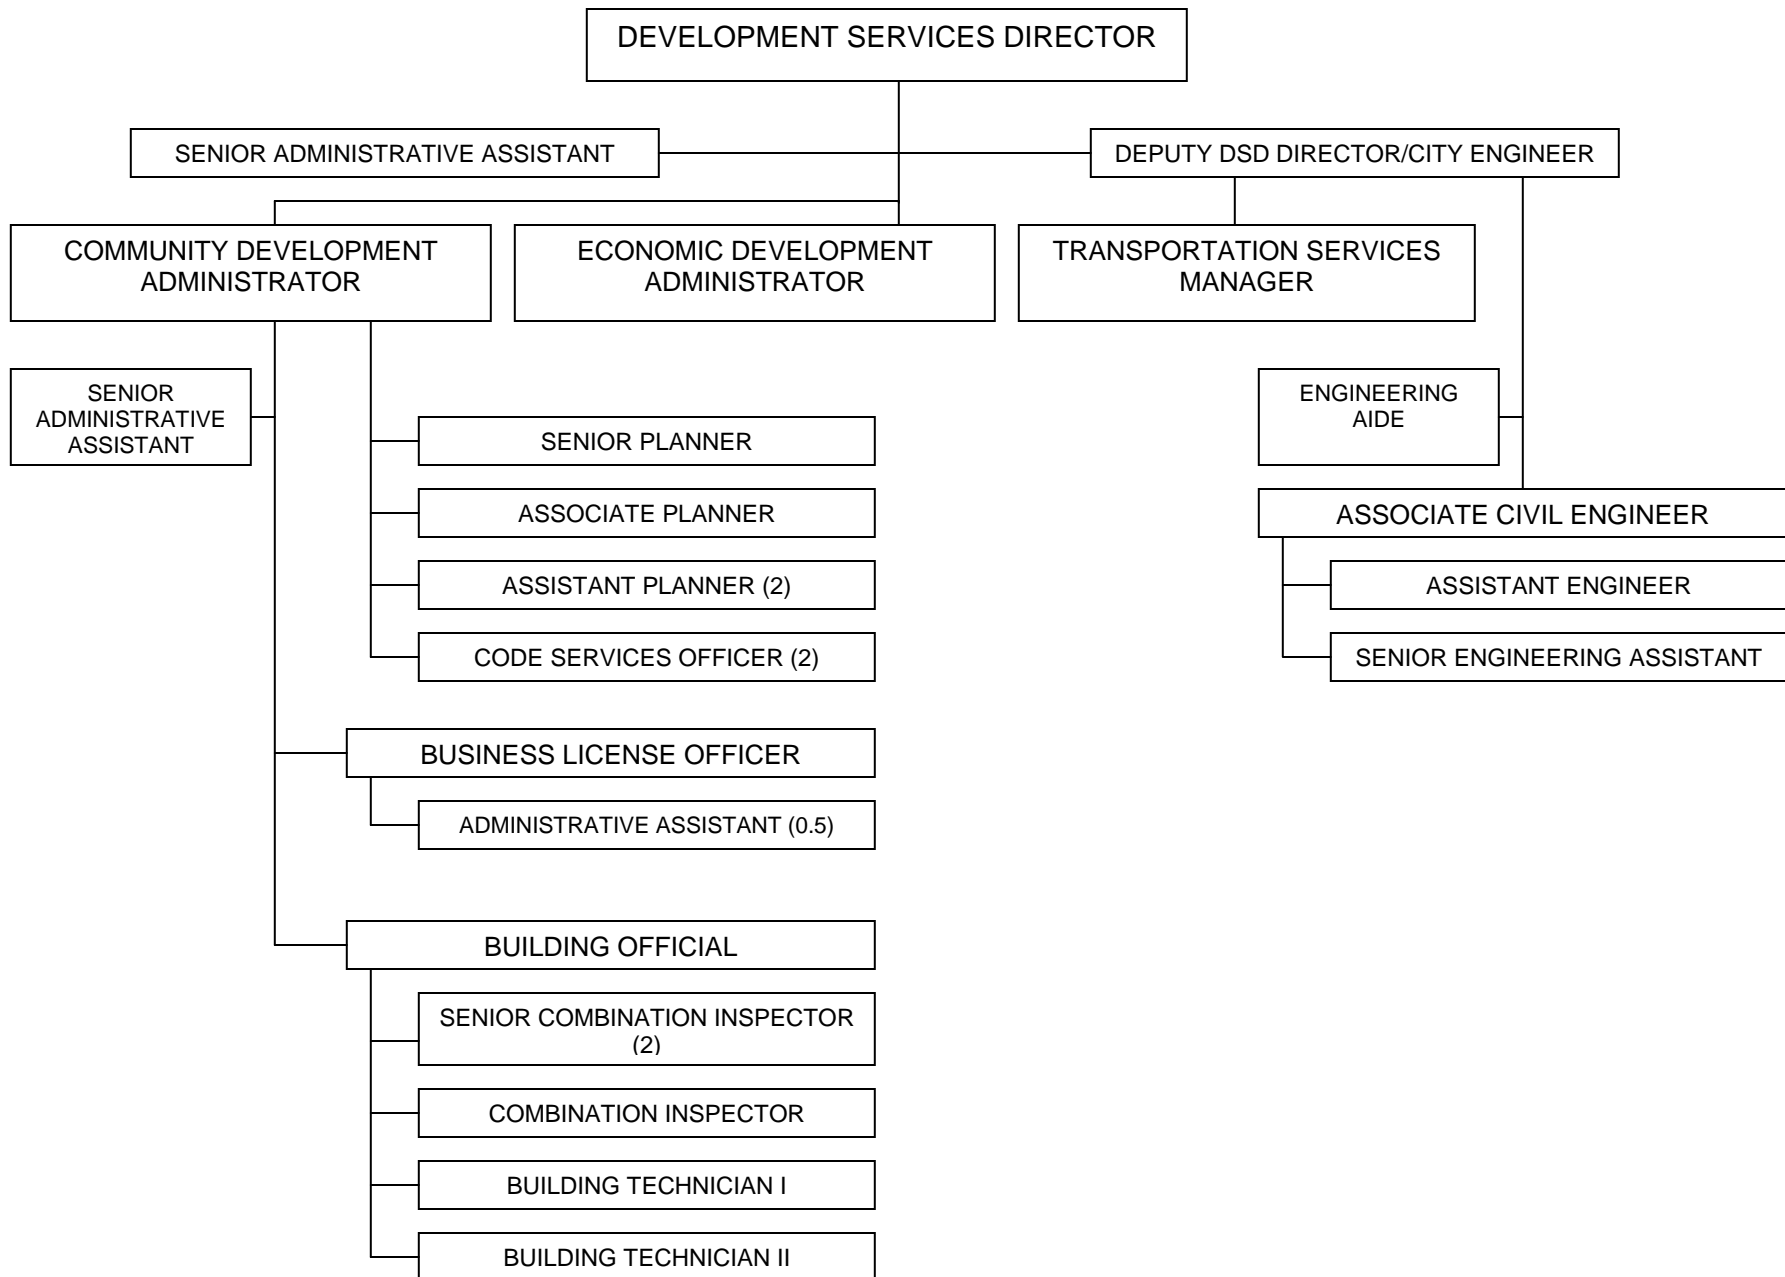 DEVELOPMENT SERVICES DIRECTOR
SENIOR ADMINISTRATIVE ASSISTANT
DEPUTY DSD DIRECTOR/CITY ENGINEER
COMMUNITY DEVELOPMENT
ADMINISTRATOR
ECONOMIC DEVELOPMENT
ADMINISTRATOR
TRANSPORTATION SERVICES
MANAGER
SENIOR
ADMINISTRATIVE
ASSISTANT
ENGINEERING
AIDE
SENIOR PLANNER
ASSOCIATE PLANNER
ASSISTANT PLANNER (2)
CODE SERVICES OFFICER (2)
ASSOCIATE CIVIL ENGINEER
ASSISTANT ENGINEER
SENIOR ENGINEERING ASSISTANT
BUSINESS LICENSE OFFICER
ADMINISTRATIVE ASSISTANT (0.5)
BUILDING OFFICIAL
SENIOR COMBINATION INSPECTOR
(2)
COMBINATION INSPECTOR
BUILDING TECHNICIAN I
BUILDING TECHNICIAN II